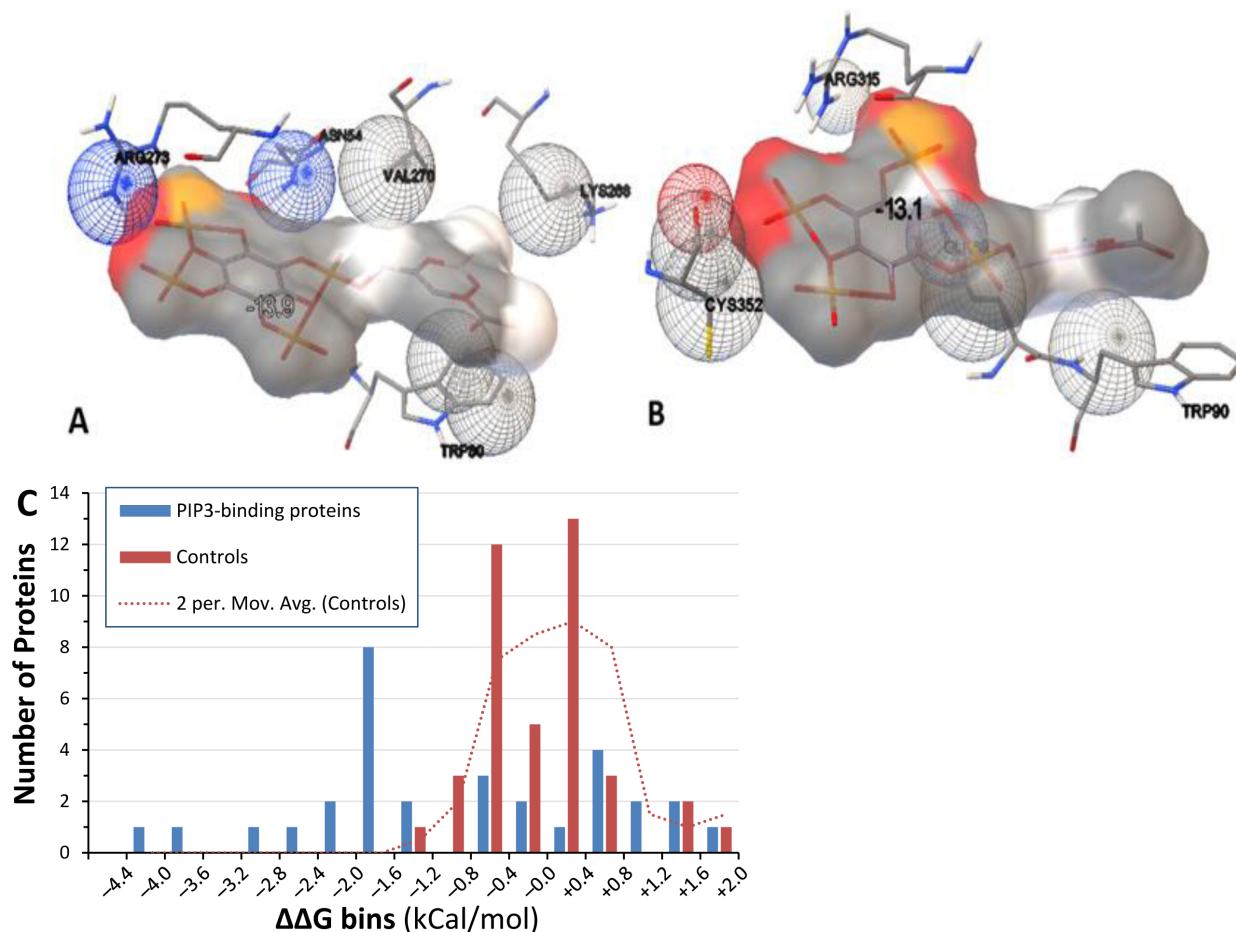 ARG273
ASN54
VAL270
LYS268
-13.9
A
TRP90
ARG315
-13.1
CYS352
B
TRP90
C
14
12
10
8
6
4
2
0
Number of Proteins
PIP3-binding proteins
Controls
2 per. Mov. Avg. (Controls)
−4.4 −4.0 −3.6 −3.2 −2.8 −2.4 −2.0 −1.6 −1.2 −0.8 −0.4 −0.0 +0.4 +0.8 +1.2 +1.6 +2.0
ΔΔG bins (kCal/mol)